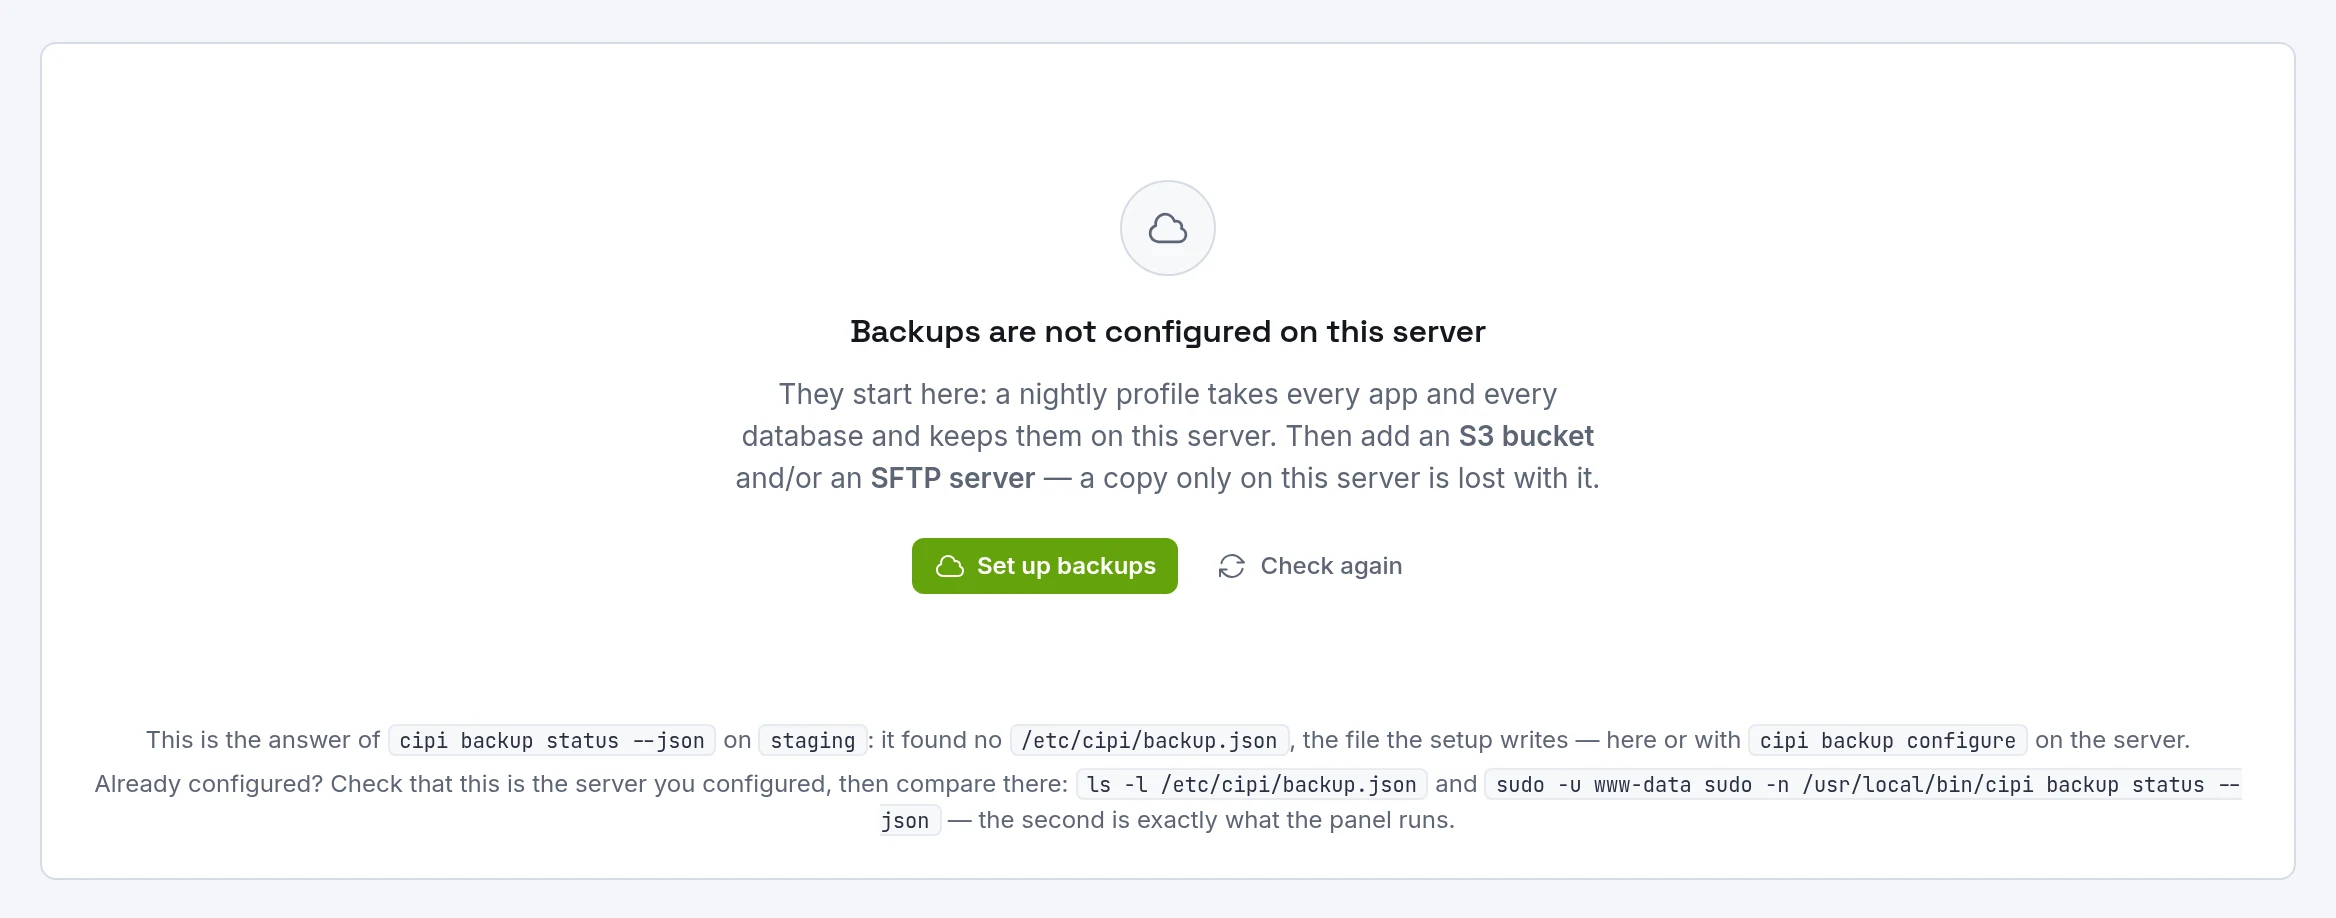 Backups are not configured on this server
They start here: a nightly profile takes every app and every
database and keeps them on this server. Then add an S3 bucket
and/or an SFTP server — a copy only on this server is lost with it.
Set up backups
Check again
This is the answer of cipi backup status --json on staging: it found no /etc/cipi/backup.json, the file the setup writes — here or with cipi backup configure on the server.
Already configured? Check that this is the server you configured, then compare there: ls -l /etc/cipi/backup.json and sudo -u www-data sudo -n /usr/local/bin/cipi backup status --
json — the second is exactly what the panel runs.